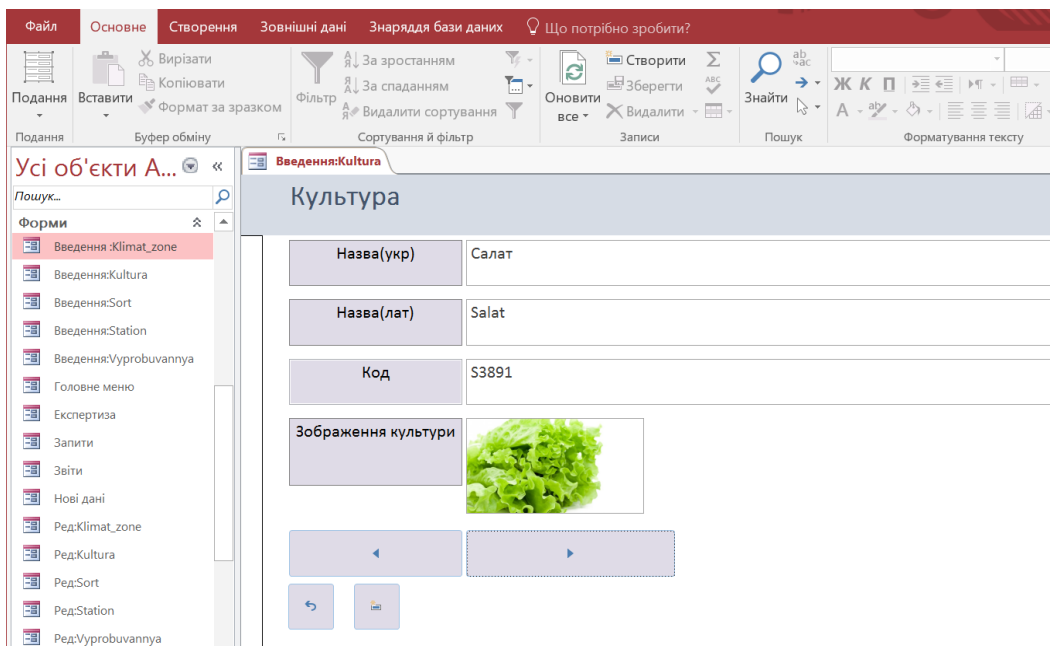 Файл Основне Створення Зовнішні дані Знаряддя бази даних Що потрібно зробити?
Подання
Вставити
Вирізати
Копіювати
Формат за зразком
Фільтр
За зростанням
За спаданням
Видалити сортування
Оновити
все
Створити
Зберегти
Видалити
Знайти
Ж К П
Подання Буфер обміну Сортування й фільтр Записи Пошук Форматування тексту
Усі об'єкти A...
Пошук...
Форми
Введення :Klimat_zone
Введення:Kultura
Введення:Sort
Введення:Station
Введення:Vyprobuvannya
Головне меню
Експертиза
Запити
Звіти
Нові дані
Ред:Klimat_zone
Ред:Kultura
Ред:Sort
Ред:Station
Ред:Vyprobuvannya
Введення:Kultura
Культура
Назва(укр) Салат
Назва(лат) Salat
Код S3891
Зображення культури